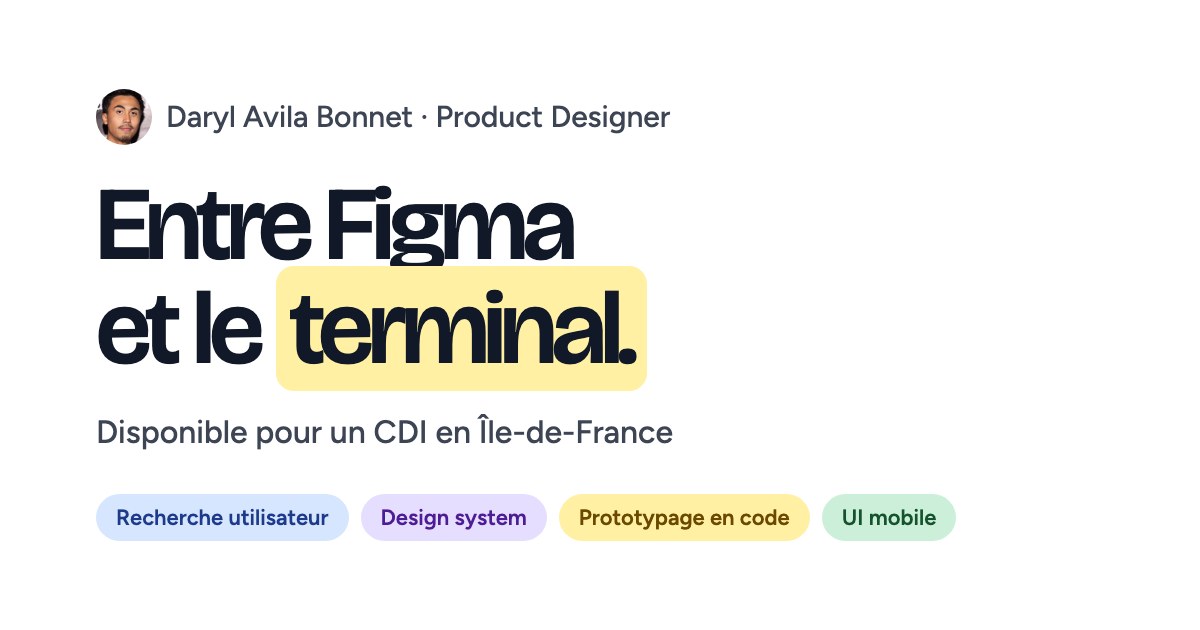 Daryl Avila Bonnet · Product Designer
Entre Figma
et le terminal.
Disponible pour un CDI en Île-de-France
Recherche utilisateur
Design system
Prototypage en code
UI mobile